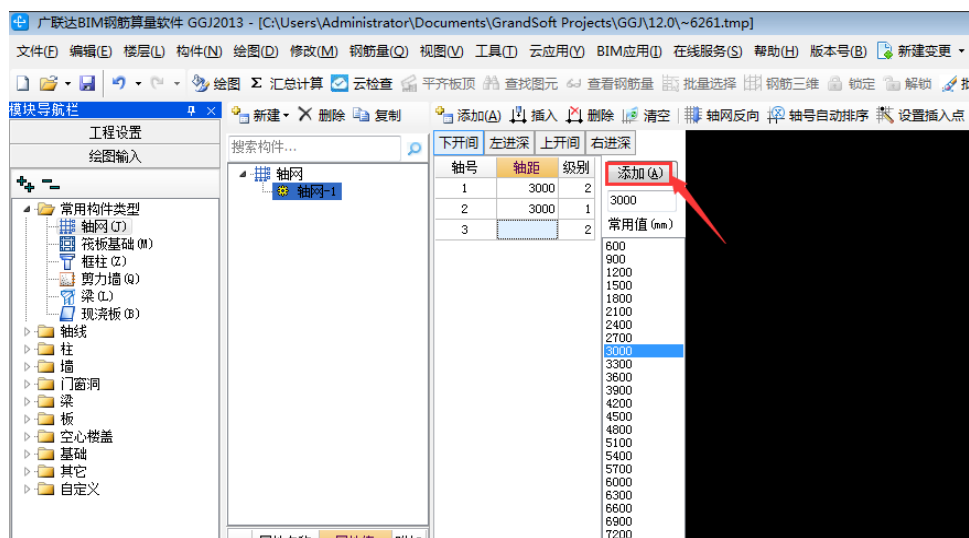 广联达BIM钢筋算量软件 GGJ2013 - [C:\Users\Administrator\Documents\GrandSoft Projects\GGJ\12.0\~6261.tmp]
文件(F) 编辑(E) 楼层(L) 构件(N) 绘图(D) 修改(M) 钢筋量(Q) 视图(V) 工具(T) 云应用(Y) BIM应用(I) 在线服务(S) 帮助(H) 版本号(B) 新建变更
绘图 Σ 汇总计算 云检查 平齐板顶 查找图元 查看钢筋量 批量选择 钢筋三维 锁定 解锁
模块导航栏
工程设置
绘图输入
常用构件类型
轴网(J)
筏板基础(M)
框柱(Z)
剪力墙(Q)
梁(L)
现浇板(B)
轴线
柱
墙
门窗洞
梁
板
空心楼盖
基础
其它
自定义
新建 删除 复制
搜索构件...
轴网
轴网-1
添加(A) 插入 删除 清空 轴网反向 轴号自动排序 设置插入点
下开间 左进深 上开间 右进深
轴号 轴距 级别
1 3000 2
2 3000 1
3 2
添加(A)
3000
常用值(mm)
600
900
1200
1500
1800
2100
2400
2700
3000
3300
3600
3900
4200
4500
4800
5100
5400
5700
6000
6300
6600
6900
7200